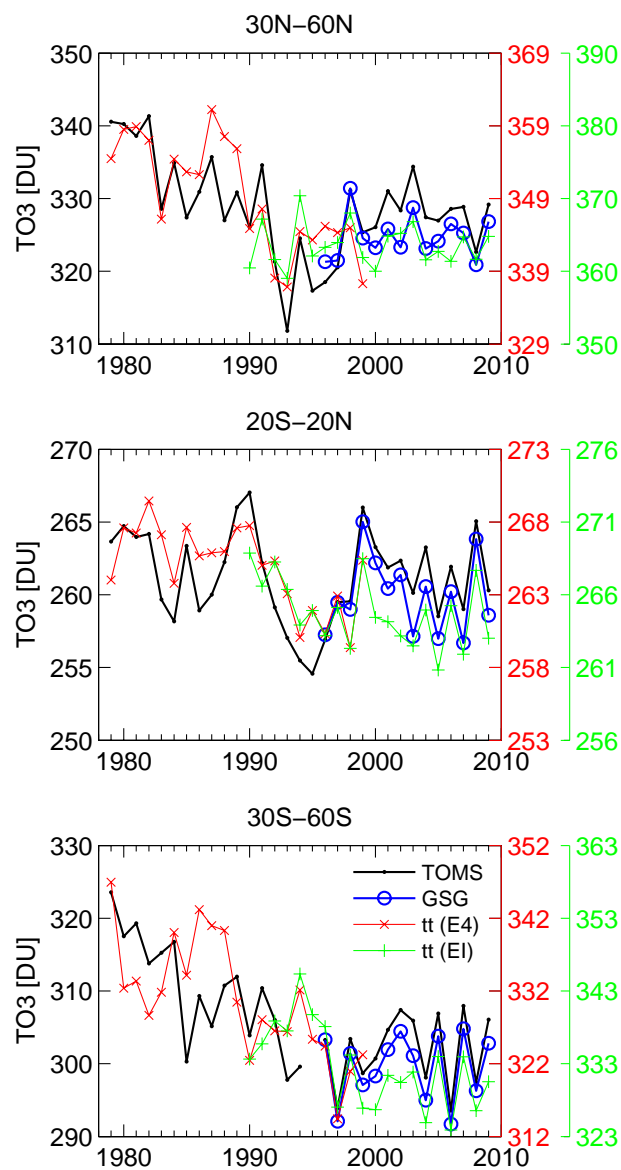 30N−60N
350 369 390
340 359 380
TO3 [DU]
330 349 370
320 339 360
310 329 350
1980 1990 2000 2010
20S−20N
270 273 276
265 268 271
TO3 [DU]
260 263 266
255 258 261
250 253 256
1980 1990 2000 2010
30S−60S
330 352 363
TOMS
320 GSG 342 353
tt (E4)
tt (EI)
TO3 [DU]
310 332 343
300 322 333
290 312 323
1980 1990 2000 2010